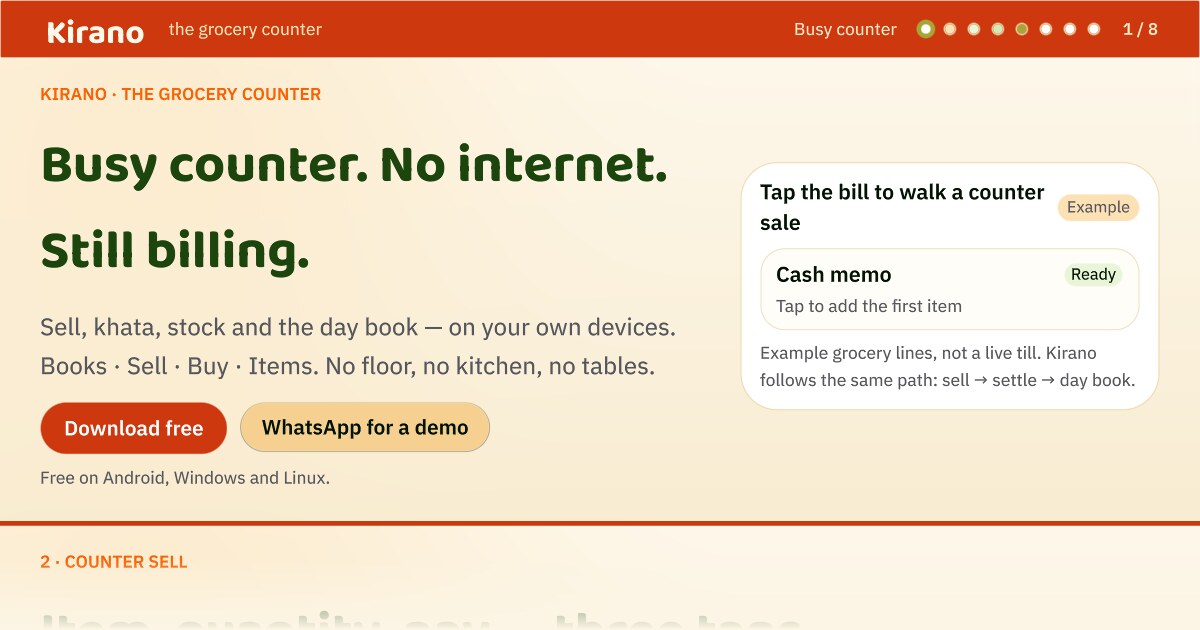 Kirano the grocery counter Busy counter 1 / 8
KIRANO · THE GROCERY COUNTER
Busy counter. No internet.
Still billing.
Sell, khata, stock and the day book — on your own devices.
Books · Sell · Buy · Items. No floor, no kitchen, no tables.
Download free WhatsApp for a demo
Free on Android, Windows and Linux.
Tap the bill to walk a counter
sale
Example
Cash memo Ready
Tap to add the first item
Example grocery lines, not a live till. Kirano
follows the same path: sell → settle → day book.
2 · COUNTER SELL